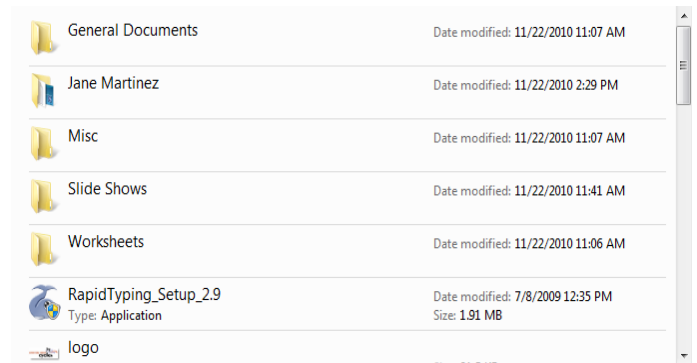 General Documents Date modified: 11/22/2010 11:07 AM
Jane Martinez Date modified: 11/22/2010 2:29 PM
Misc Date modified: 11/22/2010 11:07 AM
Slide Shows Date modified: 11/22/2010 11:41 AM
Worksheets Date modified: 11/22/2010 11:06 AM
RapidTyping_Setup_2.9 Date modified: 7/8/2009 12:35 PM
Type: Application Size: 1.91 MB
logo